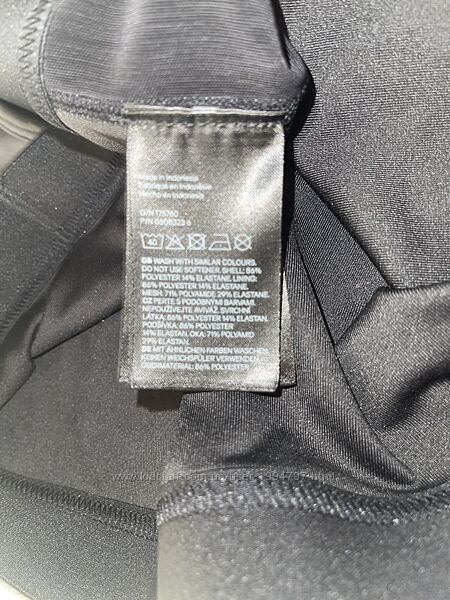 Made in Indonesia
Fabriqué en Indonésie
Hecho en Indonesia
O/N 175760
P/N 0808323 6
40
GB WASH WITH SIMILAR COLOURS.
DO NOT USE SOFTENER. SHELL: 86%
POLYESTER 14% ELASTANE. LINING:
86% POLYESTER 14% ELASTANE.
MESH: 71% POLYAMIDE 29% ELASTANE.
CZ PERTE S PODOBNÝMI BARVAMI.
NEPOUŽÍVEJTE AVIVÁŽ. SVRCHNÍ
LÁTKA: 86% POLYESTER 14% ELASTAN.
PODŠÍVKA: 86% POLYESTER
14% ELASTAN. OKA: 71% POLYAMID
29% ELASTAN.
DE MIT ÄHNLICHEN FARBEN WASCHEN.
KEINEN WEICHSPÜLER VERWENDEN.
OBERMATERIAL: 86% POLYESTER